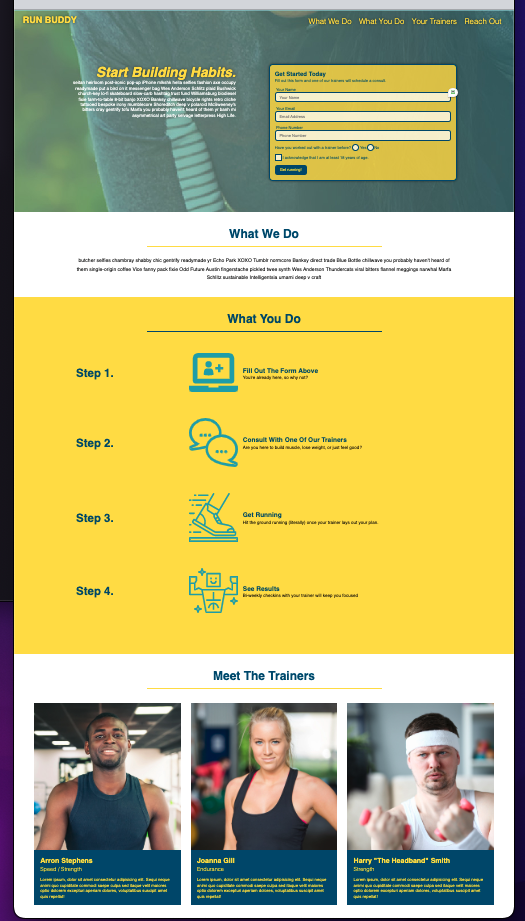 RUN BUDDY
What We Do What You Do Your Trainers Reach Out
Start Building Habits.
selfies heirloom post-ironic pop-up iPhone mlkshk helvetica fashion axe occupy
readymade put a bird on it messenger bag Wes Anderson Schlitz plaid Bushwick
church-key lo-fi skateboard slow-carb hashtag trust fund Williamsburg biodiesel
fixie farm-to-table 8-bit banjo XOXO Banksy chillwave bicycle rights retro cliche
tattooed bespoke irony mumblecore Shoreditch deep v polaroid McSweeney's
bitters irony gentrify tofu Marfa you probably haven't heard of them yr bash mi
asymmetrical art party selvage letterpress High Life.
Get Started Today
Fill out this form and one of our trainers will schedule a consult.
Your Name
Your Name
Your Email
Email Address
Phone Number
Phone Number
Have you worked out with a trainer before? Yes No
I acknowledge that I am at least 18 years of age
Get running!
What We Do
butcher selfies chambray shabby chic gentrify readymade yr Echo Park XOXO Tumblr normcore Banksy direct trade Blue Bottle chillwave you probably haven't heard of
them single-origin coffee Vice fanny pack fixie Odd Future Austin fingerstache pickled twee synth Wes Anderson Thundercats viral bitters flannel meggings narwhal Marfa
Schlitz sustainable Intelligentsia umami deep v craft
What You Do
Step 1.
Fill Out The Form Above
You're already here, so why not?
Step 2.
Consult With One Of Our Trainers
Are you here to build muscle, lose weight, or just feel good?
Step 3.
Get Running
Hit the ground running (literally) once your trainer lays out your plan.
Step 4.
See Results
Bi-weekly checkins with your trainer will keep you focused
Meet The Trainers
Arron Stephens
Speed / Strength
Lorem ipsum, dolor sit amet consectetur adipisicing elit. Sequi neque
animi quo cupiditate commodi saepe culpa sed itaque velit maiores
optio dolorem excepturi aperiam dolores, voluptatibus suscipit amet
quis repellat!
Joanna Gill
Endurance
Lorem ipsum, dolor sit amet consectetur adipisicing elit. Sequi neque
animi quo cupiditate commodi saepe culpa sed itaque velit maiores
optio dolorem excepturi aperiam dolores, voluptatibus suscipit amet
quis repellat!
Harry "The Headband" Smith
Strength
Lorem ipsum, dolor sit amet consectetur adipisicing elit. Sequi neque
animi quo cupiditate commodi saepe culpa sed itaque velit maiores
optio dolorem excepturi aperiam dolores, voluptatibus suscipit amet
quis repellat!